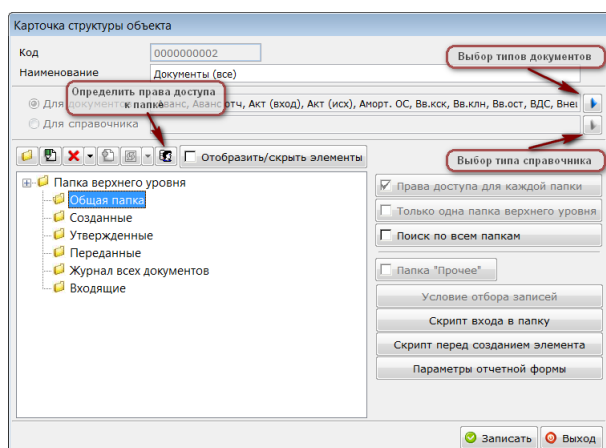 Карточка структуры объекта
Код
0000000002
Выбор типов документов
Наименование
Документы (все)
Определить права доступа
к папке
Для документов Аванс, Аванс отч, Акт (вход), Акт (исх), Аморт. ОС, Вв.кск, Вв.клн, Вв.ост, ВДС, Вне
Для справочника
Выбор типа справочника
Отобразить/скрыть элементы
Папка верхнего уровня
Общая папка
Созданные
Утвержденные
Переданные
Журнал всех документов
Входящие
Права доступа для каждой папки
Только одна папка верхнего уровня
Поиск по всем папкам
Папка "Прочее"
Условие отбора записей
Скрипт входа в папку
Скрипт перед созданием элемента
Параметры отчетной формы
Записать
Выход